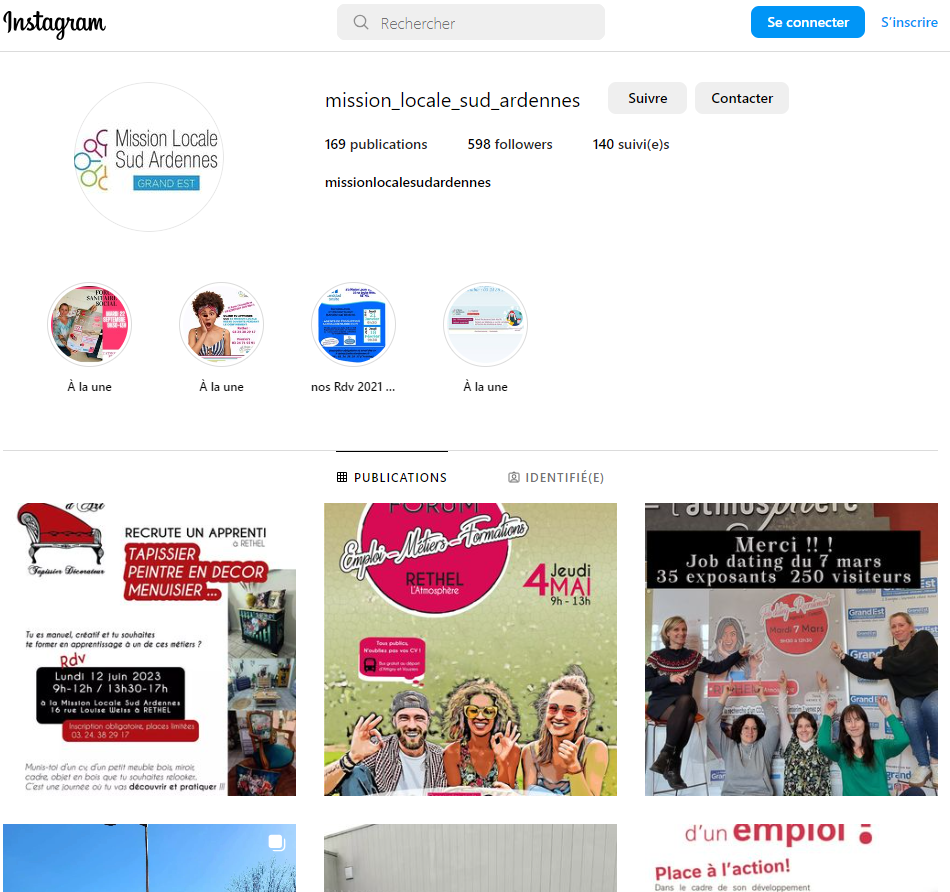 Instagram
Rechercher
Se connecter
S'inscrire
mission_locale_sud_ardennes
Suivre
Contacter
169 publications
598 followers
140 suivi(e)s
missionlocalesudardennes
Mission Locale
Sud Ardennes
GRAND EST
SANITAIRE
SOCIAL
À la une
À la une
nos Rdv 2021 ...
À la une
PUBLICATIONS
IDENTIFIÉ(E)
d'Art
Tapissier Décorateur
RECRUTE UN APPRENTI
à RETHEL
TAPISSIER
PEINTRE EN DECOR
MENUISIER ...
Tu es manuel, créatif et tu souhaites
te former en apprentissage à un de ces métiers ?
Rdv
Lundi 12 juin 2023
9h-12h / 13h30-17h
à la Mission Locale Sud Ardennes
16 rue Louise Weiss à RETHEL
Inscription obligatoire, places limitées
03. 24. 38 29 17
Munis-toi d'un cv, d'un petit meuble bois, miroir,
cadre, objet en bois que tu souhaites relooker.
C'est une journée où tu vas découvrir et pratiquer !!!
FORUM
Emploi-Métiers-Formations
RETHEL
L'Atmosphère
4 Jeudi
MAI
9h - 13h
Tous publics,
N'oubliez pas vos CV !
Bus gratuit au départ
d'Attigny et Vouziers
l'atmosphère
Merci !! !
Job dating du 7 mars
35 exposants 250 visiteurs
Mardi 7 Mars
Grand Est
Grand Est
d'un emploi :
Place à l'action!
Dans le cadre de son développement